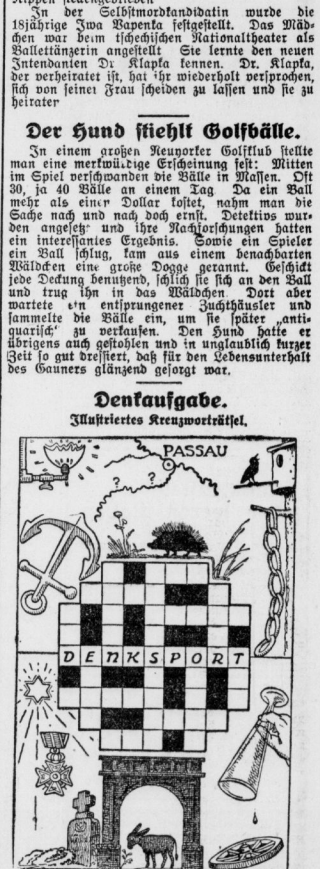 In der Selbstmordkandidatin wurde die
18jährige Iwa Vapenka festgestellt. Das Mäd-
chen war beim tschechischen Nationaltheater als
Ballettänzerin angestellt Sie lernte den neuen
Intendanten Dr Klapka kennen. Dr. Klapka,
der verheiratet ist, hat ihr wiederholt versprochen,
sich von seiner Frau scheiden zu lassen und sie zu
heiraten
Der Hund stiehlt Golfbälle.
In einem großen Neuyorker Golfklub stellte
man eine merkwürdige Erscheinung fest: Mitten
im Spiel verschwanden die Bälle in Massen. Oft
30, ja 40 Bälle an einem Tag Da ein Ball
mehr als einen Dollar kostet, nahm man die
Sache nach und nach doch ernst. Detektivs wur-
den angesetzt und ihre Nachforschungen hatten
ein interessantes Ergebnis. Sowie ein Spieler
ein Ball schlug, kam aus einem benachbarten
Wäldchen eine große Dogge gerannt. Geschickt
jede Deckung benutzend, schlich sie sich an den Ball
und trug ihn in das Wäldchen. Dort aber
wartete ein entsprungener Zuchthäusler und
sammelte die Bälle ein, um sie später „anti-
quarisch" zu verkaufen. Den Hund hatte er
übrigens auch gestohlen und in unglaublich kurzer
Zeit so gut dressiert, daß für den Lebensunterhalt
des Gauners glänzend gesorgt war.
Denkaufgabe.
Illustriertes Kreuzworträtsel.
PASSAU
? ?
DENKSPORT